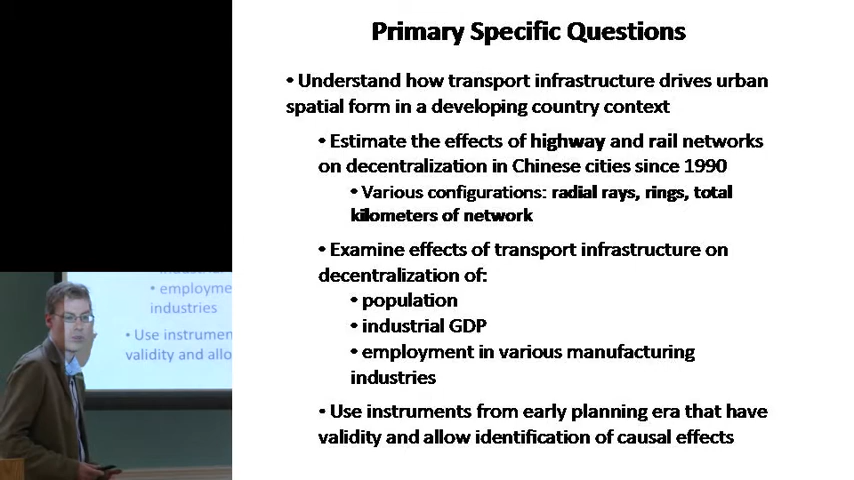 Primary Specific Questions
• Understand how transport infrastructure drives urban
spatial form in a developing country context
• Estimate the effects of highway and rail networks
on decentralization in Chinese cities since 1990
• Various configurations: radial rays, rings, total
kilometers of network
• Examine effects of transport infrastructure on
decentralization of:
• population
• industrial GDP
• employment in various manufacturing
industries
• Use instruments from early planning era that have
validity and allow identification of causal effects
• employme
industries
• Use instrumen
validity and allo